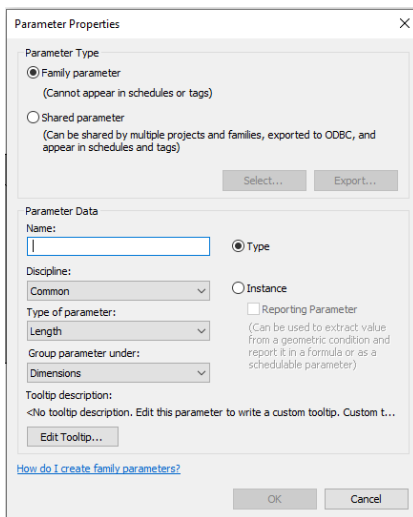 Parameter Properties
Parameter Type
Family parameter
(Cannot appear in schedules or tags)
Shared parameter
(Can be shared by multiple projects and families, exported to ODBC, and
appear in schedules and tags)
Select...
Export...
Parameter Data
Name:
Type
Discipline:
Common
Instance
Reporting Parameter
Type of parameter:
Length
(Can be used to extract value
from a geometric condition and
report it in a formula or as a
schedulable parameter)
Group parameter under:
Dimensions
Tooltip description:
<No tooltip description. Edit this parameter to write a custom tooltip. Custom t...
Edit Tooltip...
How do I create family parameters?
OK
Cancel